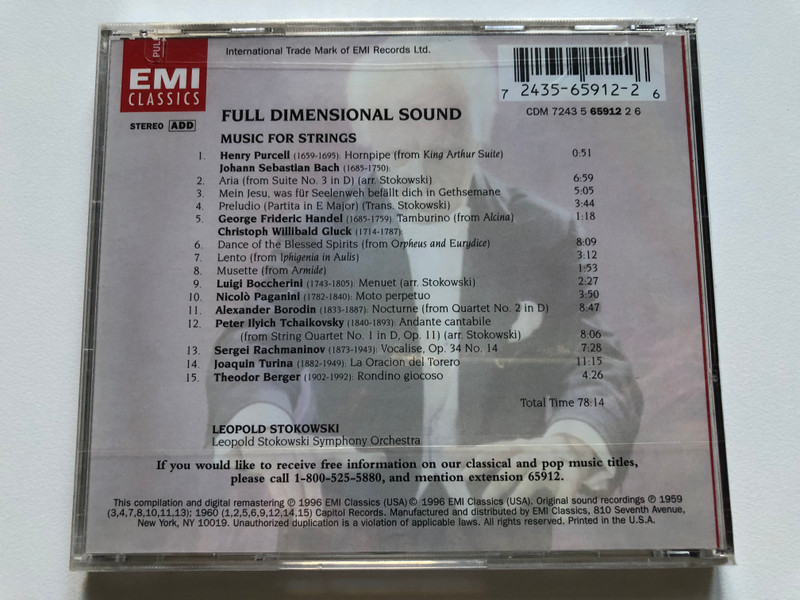 PULL
International Trade Mark of EMI Records Ltd.
EMI
CLASSICS
7 2435-65912-2 6
CDM 7243 5 65912 2 6
STEREO ADD
FULL DIMENSIONAL SOUND
MUSIC FOR STRINGS
1. Henry Purcell (1659-1695): Hornpipe (from King Arthur Suite) 0:51
Johann Sebastian Bach (1685-1750):
2. Aria (from Suite No. 3 in D) (arr. Stokowski) 6:59
3. Mein Jesu, was für Seelenweh befällt dich in Gethsemane 5:05
4. Preludio (Partita in E Major) (Trans. Stokowski) 3:44
5. George Frideric Handel (1685-1759): Tamburino (from Alcina) 1:18
Christoph Willibald Gluck (1714-1787)
6. Dance of the Blessed Spirits (from Orpheus and Eurydice) 8:09
7. Lento (from Iphigenia in Aulis) 3:12
8. Musette (from Armide) 1:53
9. Luigi Boccherini (1743-1805): Menuet (arr. Stokowski) 2:27
10. Nicolò Paganini (1782-1840): Moto perpetuo 3:50
11. Alexander Borodin (1833-1887): Nocturne (from Quartet No. 2 in D) 8:47
12. Peter Ilyich Tchaikovsky (1840-1893): Andante cantabile
(from String Quartet No. 1 in D, Op. 11) (arr. Stokowski) 8:06
13. Sergei Rachmaninov (1873-1943): Vocalise, Op. 34 No. 14 7:28
14. Joaquin Turina (1882-1949): La Oracion del Torero 11:15
15. Theodor Berger (1902-1992): Rondino giocoso 4.26
Total Time 78:14
LEOPOLD STOKOWSKI
Leopold Stokowski Symphony Orchestra
If you would like to receive free information on our classical and pop music titles,
please call 1-800-525-5880, and mention extension 65912.
This compilation and digital remastering ℗ 1996 EMI Classics (USA) © 1996 EMI Classics (USA). Original sound recordings ℗ 1959
(3,4,7,8,10,11,13); 1960 (1,2,5,6,9,12,14,15) Capitol Records. Manufactured and distributed by EMI Classics, 810 Seventh Avenue,
New York, NY 10019. Unauthorized duplication is a violation of applicable laws. All rights reserved. Printed in the U.S.A.